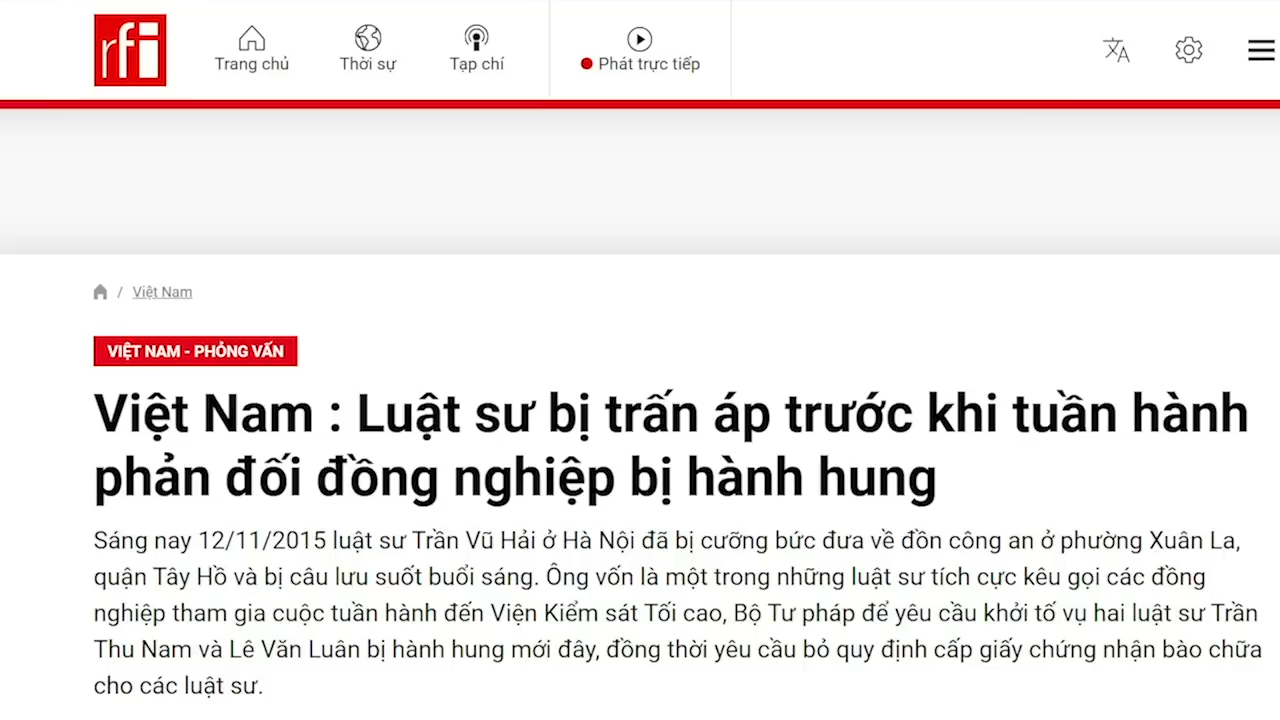 rfi
Trang chủ
Thời sự
Tạp chí
Phát trực tiếp
/ Việt Nam
VIỆT NAM - PHỎNG VẤN
Việt Nam : Luật sư bị trấn áp trước khi tuần hành
phản đối đồng nghiệp bị hành hung
Sáng nay 12/11/2015 luật sư Trần Vũ Hải ở Hà Nội đã bị cưỡng bức đưa về đồn công an ở phường Xuân La,
quận Tây Hồ và bị câu lưu suốt buổi sáng. Ông vốn là một trong những luật sư tích cực kêu gọi các đồng
nghiệp tham gia cuộc tuần hành đến Viện Kiểm sát Tối cao, Bộ Tư pháp để yêu cầu khởi tố vụ hai luật sư Trần
Thu Nam và Lê Văn Luân bị hành hung mới đây, đồng thời yêu cầu bỏ quy định cấp giấy chứng nhận bào chữa
cho các luật sư.